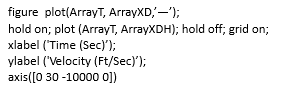 figure  plot(ArrayT, ArrayXD,’—’);
hold on; plot (ArrayT, ArrayXDH); hold off; grid on;
xlabel ('Time (Sec)’);
ylabel ('Velocity (Ft/Sec)’);
axis([0 30 -10000 0])